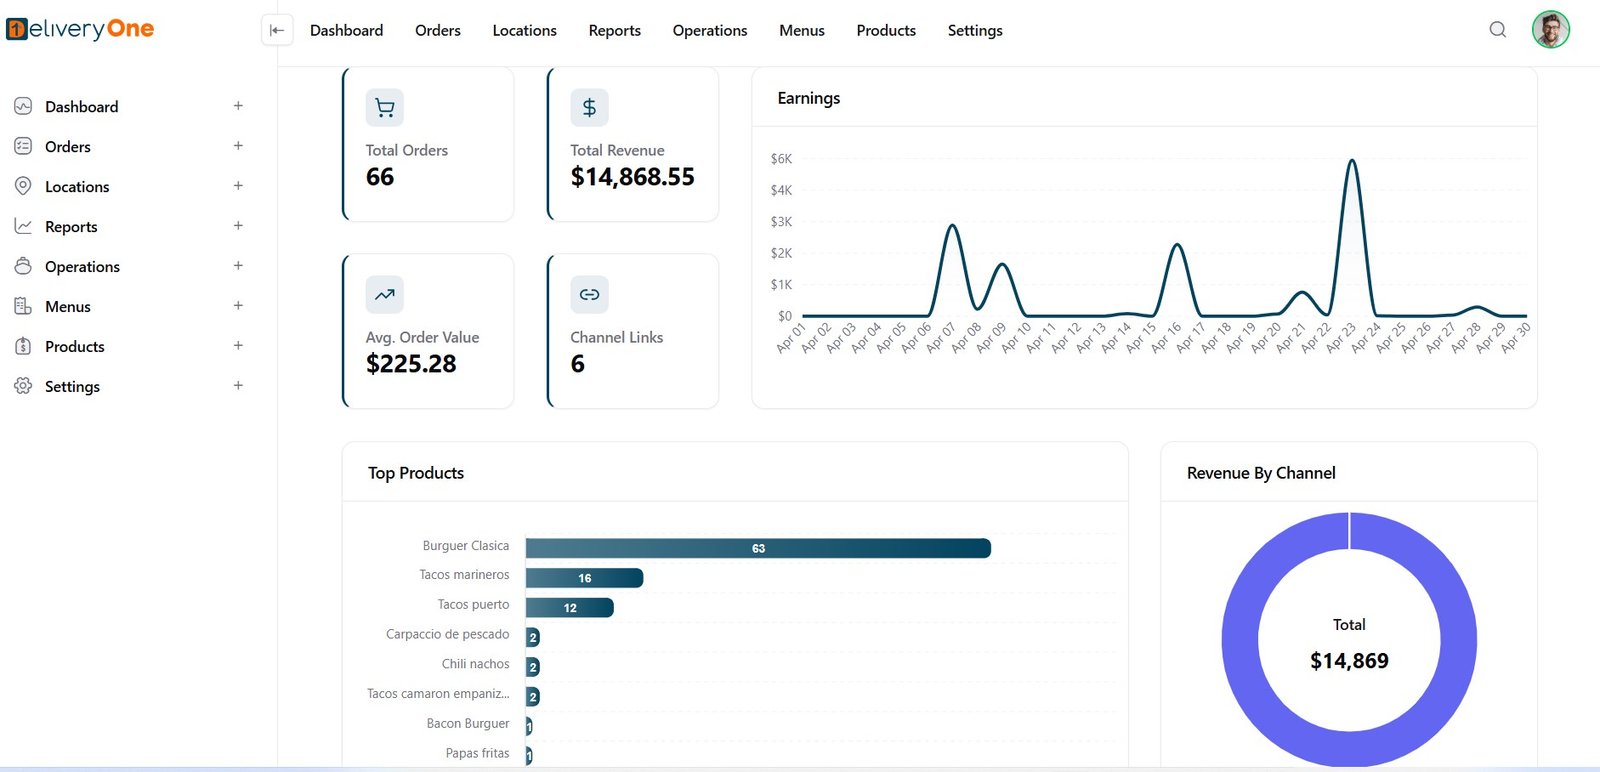 DeliveryOne
Dashboard Orders Locations Reports Operations Menus Products Settings
Dashboard +
Orders +
Locations +
Reports +
Operations +
Menus +
Products +
Settings +
Total Orders
66
Total Revenue
$14,868.55
Avg. Order Value
$225.28
Channel Links
6
Earnings
$6K
$4K
$3K
$2K
$1K
$0
Apr 01 Apr 02 Apr 03 Apr 04 Apr 05 Apr 06 Apr 07 Apr 08 Apr 09 Apr 10 Apr 11 Apr 12 Apr 13 Apr 14 Apr 15 Apr 16 Apr 17 Apr 18 Apr 19 Apr 20 Apr 21 Apr 22 Apr 23 Apr 24 Apr 25 Apr 26 Apr 27 Apr 28 Apr 29 Apr 30
Top Products
Burguer Clasica 63
Tacos marineros 16
Tacos puerto 12
Carpaccio de pescado 2
Chili nachos 2
Tacos camaron empaniz... 2
Bacon Burguer 1
Papas fritas 1
Revenue By Channel
Total
$14,869